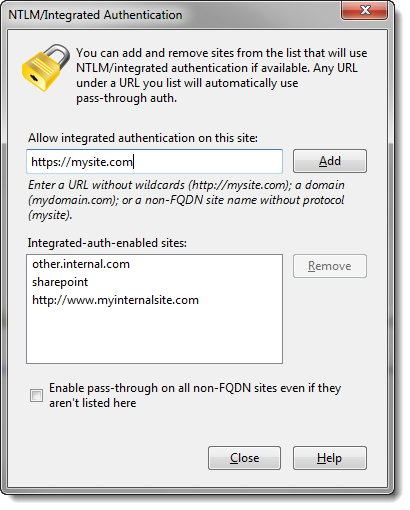 NTLM/Integrated Authentication
You can add and remove sites from the list that will use
NTLM/integrated authentication if available. Any URL
under a URL you list will automatically use
pass-through auth.
Allow integrated authentication on this site:
https://mysite.com
Add
Enter a URL without wildcards (http://mysite.com); a domain
(mydomain.com); or a non-FQDN site name without protocol
(mysite).
Integrated-auth-enabled sites:
other.internal.com
Remove
sharepoint
http://www.myinternalsite.com
Enable pass-through on all non-FQDN sites even if they
aren't listed here
Close
Help